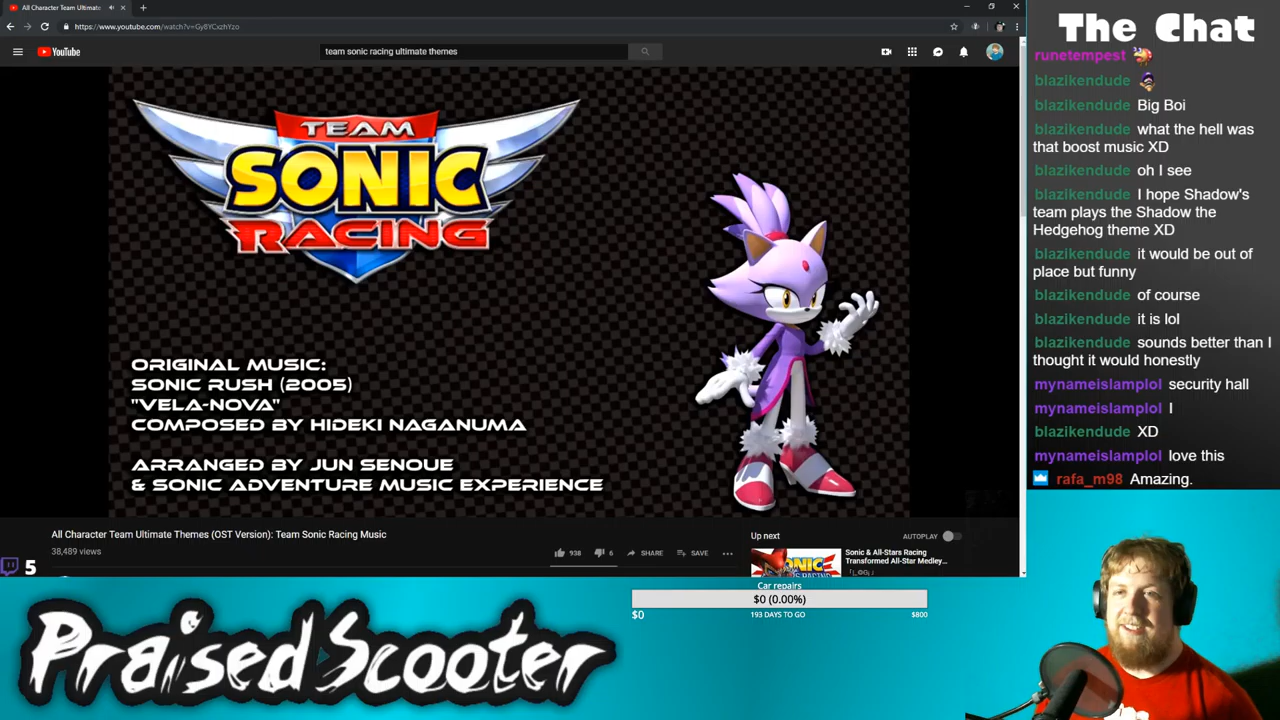 All Character Team Ultimate
https://www.youtube.com/watch?v=Gy8YCxzhYzo
YouTube
team sonic racing ultimate themes
TEAM
SONIC
RACING
ORIGINAL MUSIC:
SONIC RUSH (2005)
"VELA-NOVA"
COMPOSED BY HIDEKI NAGANUMA
ARRANGED BY JUN SENOUE
& SONIC ADVENTURE MUSIC EXPERIENCE
All Character Team Ultimate Themes (OST Version): Team Sonic Racing Music
38,489 views
938
6
SHARE
SAVE
Up next
AUTOPLAY
Sonic & All-Stars Racing
Transformed All-Star Medley...
5
The Chat
runetempest
blazikendude
blazikendude Big Boi
blazikendude what the hell was
that boost music XD
blazikendude oh I see
blazikendude I hope Shadow's
team plays the Shadow the
Hedgehog theme XD
blazikendude it would be out of
place but funny
blazikendude of course
blazikendude it is lol
blazikendude sounds better than I
thought it would honestly
mynameislamplol security hall
mynameislamplol I
blazikendude XD
mynameislamplol love this
rafa_m98 Amazing.
Car repairs
$0 (0.00%)
$0
193 DAYS TO GO
$800
PraisedScooter